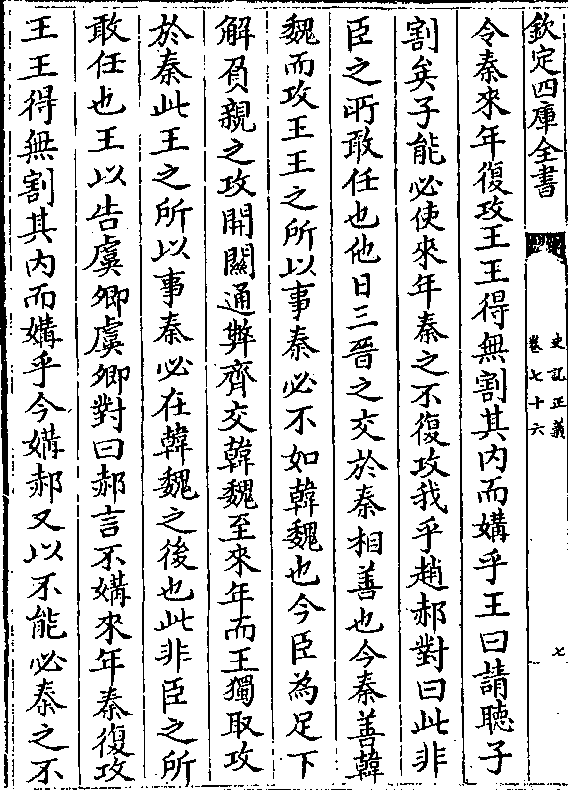 欽定四庫全書
史記正義
卷七十六
七
令秦來年復攻王王得無割其内而媾乎王曰請聽子
割矣子能必使來年秦之不復攻我乎趙郝對曰此非
臣之所敢任也他日三晉之交於秦相善也今秦善韓
魏而攻王王之所以事秦必不如韓魏也今臣為足下
解負親之攻開關通弊齊交韓魏至來年而王獨取攻
於秦此王之所以事秦必在韓魏之後也此非臣之所
敢任也王以告虞卿虞卿對曰郝言不媾來年秦復攻
王王得無割其内而媾乎今媾郝又以不能必秦之不